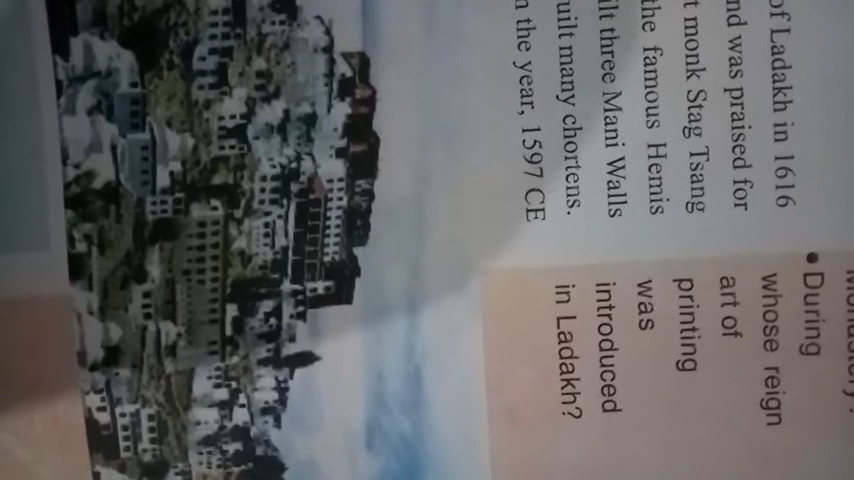 of Ladakh in 1616
nd was praised for
t monk Stag Tsang
the famous Hemis
ilt three Mani Walls
uilt many chortens.
the year, 1597 CE
• During
whose reign
art of
printing
was
introduced
in Ladakh?